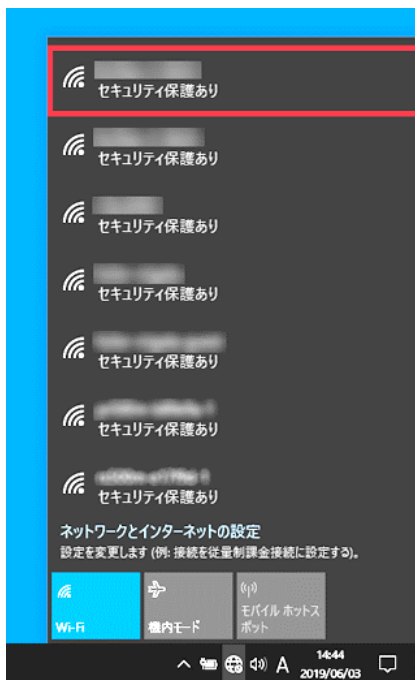 セキュリティ保護あり
セキュリティ保護あり
セキュリティ保護あり
セキュリティ保護あり
セキュリティ保護あり
セキュリティ保護あり
セキュリティ保護あり
ネットワークとインターネットの設定
設定を変更します (例: 接続を従量制課金接続に設定する)。
Wi-Fi
機内モード
モバイル ホットス
ポット
A
14:44
2019/06/03